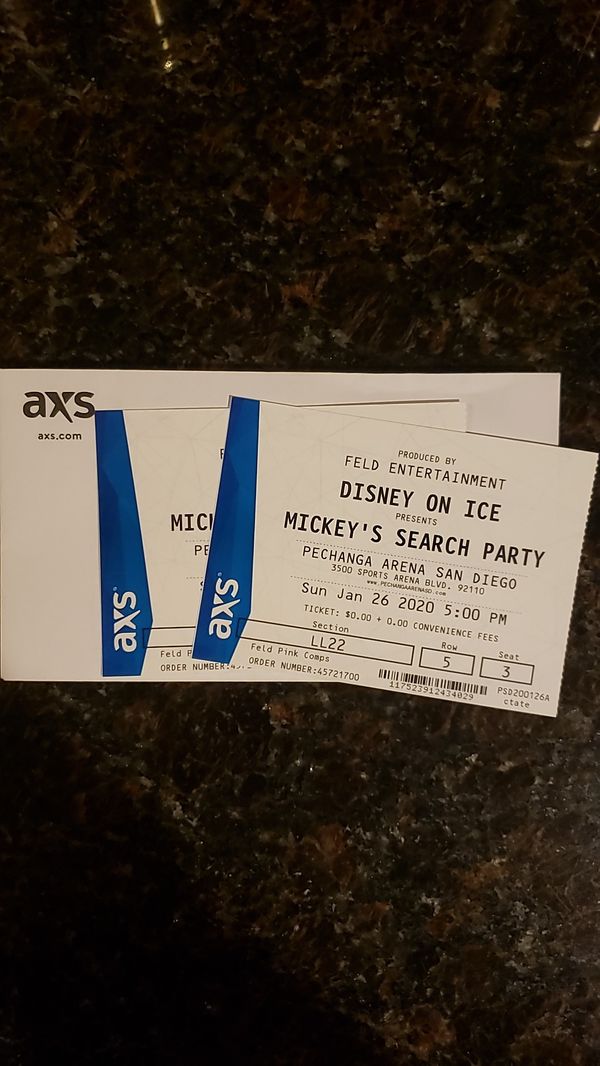 axs
axs.com
axs®
MIC
PE
Feld P
ORDER NUMBER:45
axs®
PRODUCED BY
FELD ENTERTAINMENT
DISNEY ON ICE
PRESENTS
MICKEY'S SEARCH PARTY
PECHANGA ARENA SAN DIEGO
3500 SPORTS ARENA BLVD. 92110
www.PECHANGAARENASD.com
Sun Jan 26 2020 5:00 PM
TICKET: $0.00 + 0.00 CONVENIENCE FEES
Section Row Seat
LL22 5 3
Feld Pink Comps
ORDER NUMBER:45721700
117523912434029
PSD200126A
ctate